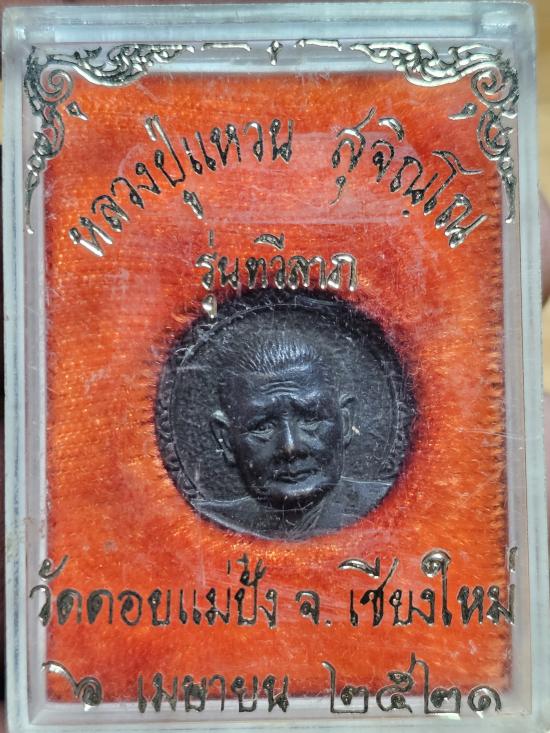 หลวงปู่แหวน สุจิณฺโณ
รุ่นทวีลาภ
วัดดอยแม่ปั๋ง จ. เชียงใหม่
๖ เมษายน ๒๕๒๑